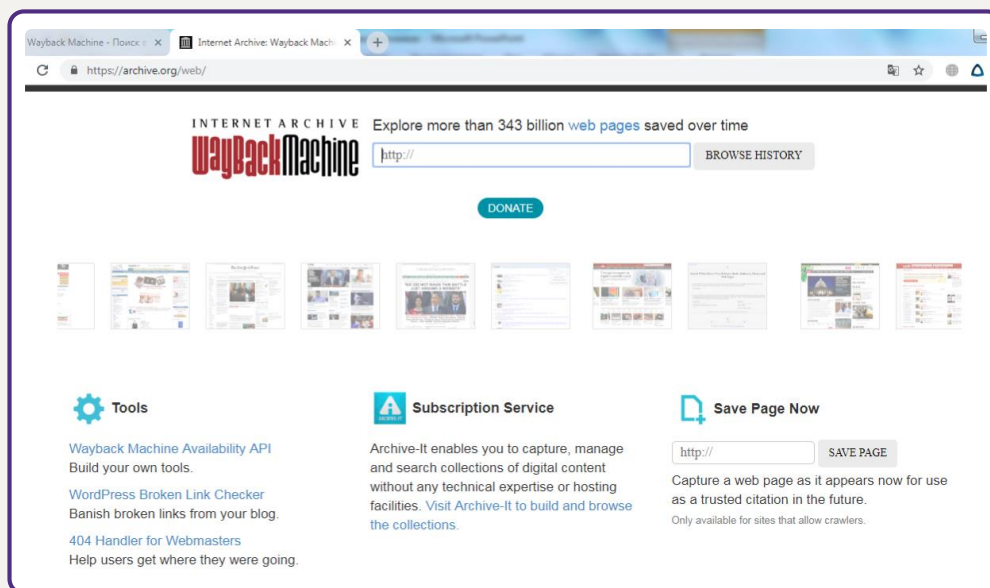 Wayback Machine - Поиск в
Internet Archive: Wayback Mach
https://archive.org/web/
INTERNET ARCHIVE
WayBackMachine
Explore more than 343 billion web pages saved over time
http://
BROWSE HISTORY
DONATE
Tools
Wayback Machine Availability API
Build your own tools.
WordPress Broken Link Checker
Banish broken links from your blog.
404 Handler for Webmasters
Help users get where they were going.
Subscription Service
Archive-It enables you to capture, manage
and search collections of digital content
without any technical expertise or hosting
facilities. Visit Archive-It to build and browse
the collections.
Save Page Now
http://
SAVE PAGE
Capture a web page as it appears now for use
as a trusted citation in the future.
Only available for sites that allow crawlers.